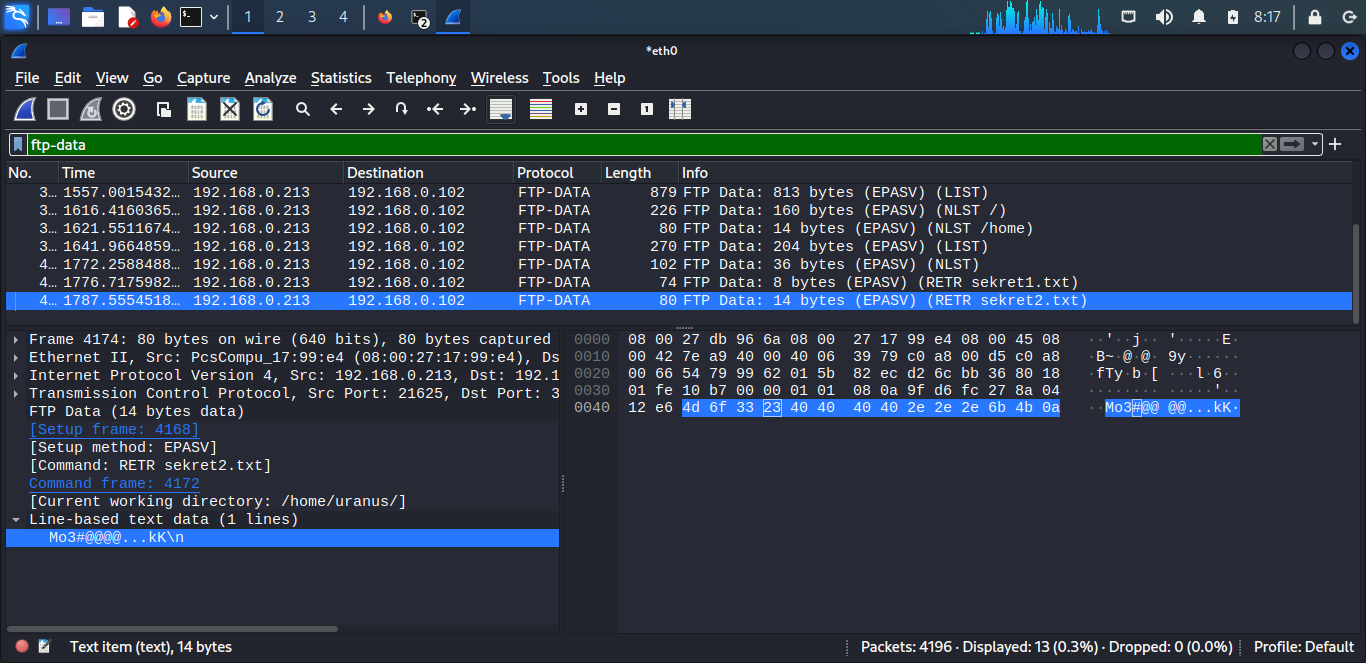 1 2 3 4 2 8:17
*eth0
File Edit View Go Capture Analyze Statistics Telephony Wireless Tools Help
ftp-data
No. Time Source Destination Protocol Length Info
3… 1557.0015432… 192.168.0.213 192.168.0.102 FTP-DATA 879 FTP Data: 813 bytes (EPASV) (LIST)
3… 1616.4160365… 192.168.0.213 192.168.0.102 FTP-DATA 226 FTP Data: 160 bytes (EPASV) (NLST /)
3… 1621.5511674… 192.168.0.213 192.168.0.102 FTP-DATA 80 FTP Data: 14 bytes (EPASV) (NLST /home)
3… 1641.9664859… 192.168.0.213 192.168.0.102 FTP-DATA 270 FTP Data: 204 bytes (EPASV) (LIST)
4… 1772.2588488… 192.168.0.213 192.168.0.102 FTP-DATA 102 FTP Data: 36 bytes (EPASV) (NLST)
4… 1776.7175982… 192.168.0.213 192.168.0.102 FTP-DATA 74 FTP Data: 8 bytes (EPASV) (RETR sekret1.txt)
4… 1787.5554518… 192.168.0.213 192.168.0.102 FTP-DATA 80 FTP Data: 14 bytes (EPASV) (RETR sekret2.txt)
Frame 4174: 80 bytes on wire (640 bits), 80 bytes captured
Ethernet II, Src: PcsCompu_17:99:e4 (08:00:27:17:99:e4), Ds
Internet Protocol Version 4, Src: 192.168.0.213, Dst: 192.1
Transmission Control Protocol, Src Port: 21625, Dst Port: 3
FTP Data (14 bytes data)
[Setup frame: 4168]
[Setup method: EPASV]
[Command: RETR sekret2.txt]
Command frame: 4172
[Current working directory: /home/uranus/]
Line-based text data (1 lines)
Mo3#@@@@...kK\n
0000 08 00 27 db 96 6a 08 00 27 17 99 e4 08 00 45 08 ··'··j·· '·····E·
0010 00 42 7e a9 40 00 40 06 39 79 c0 a8 00 d5 c0 a8 ·B~·@·@· 9y······
0020 00 66 54 79 99 62 01 5b 82 ec d2 6c bb 36 80 18 ·fTy·b·[ ···l·6··
0030 01 fe 10 b7 00 00 01 01 08 0a 9f d6 fc 27 8a 04 ········ ·····'··
0040 12 e6 4d 6f 33 23 40 40 40 40 2e 2e 2e 6b 4b 0a ··Mo3#@@ @@...kK·
Text item (text), 14 bytes Packets: 4196 · Displayed: 13 (0.3%) · Dropped: 0 (0.0%) Profile: Default